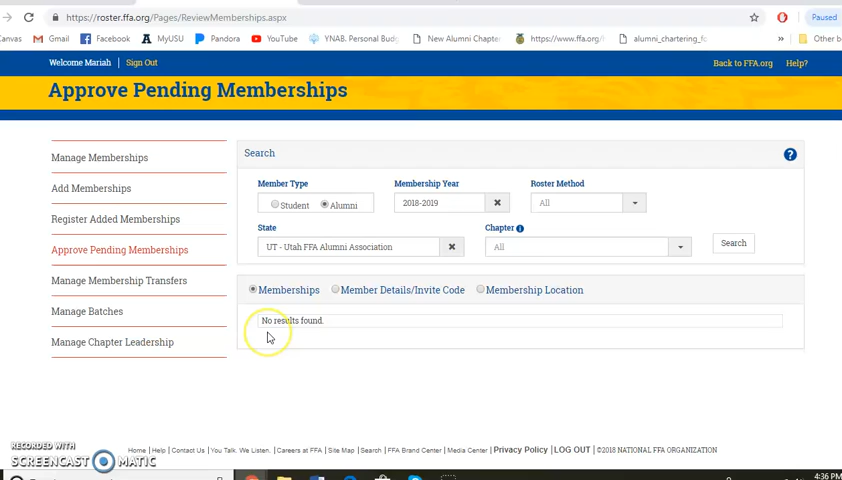 https://roster.ffa.org/Pages/ReviewMemberships.aspx
Paused
Canvas
Gmail
Facebook
MyUSU
Pandora
YouTube
YNAB. Personal Budg
New Alumni Chapter
https://www.ffa.org/
alumni_chartering_fo
»
Other b
Welcome Mariah
Sign Out
Back to FFA.org
Help?
Approve Pending Memberships
Manage Memberships
Add Memberships
Register Added Memberships
Approve Pending Memberships
Manage Membership Transfers
Manage Batches
Manage Chapter Leadership
Search
?
Member Type
Membership Year
Roster Method
Student
Alumni
2018-2019
All
State
Chapter
UT - Utah FFA Alumni Association
All
Search
Memberships
Member Details/Invite Code
Membership Location
No results found.
Home | Help | Contact Us | You Talk. We Listen. | Careers at FFA | Site Map | Search | FFA Brand Center | Media Center | Privacy Policy | LOG OUT | ©2018 NATIONAL FFA ORGANIZATION
RECORDED WITH
SCREENCAST MATIC
4:36 PM